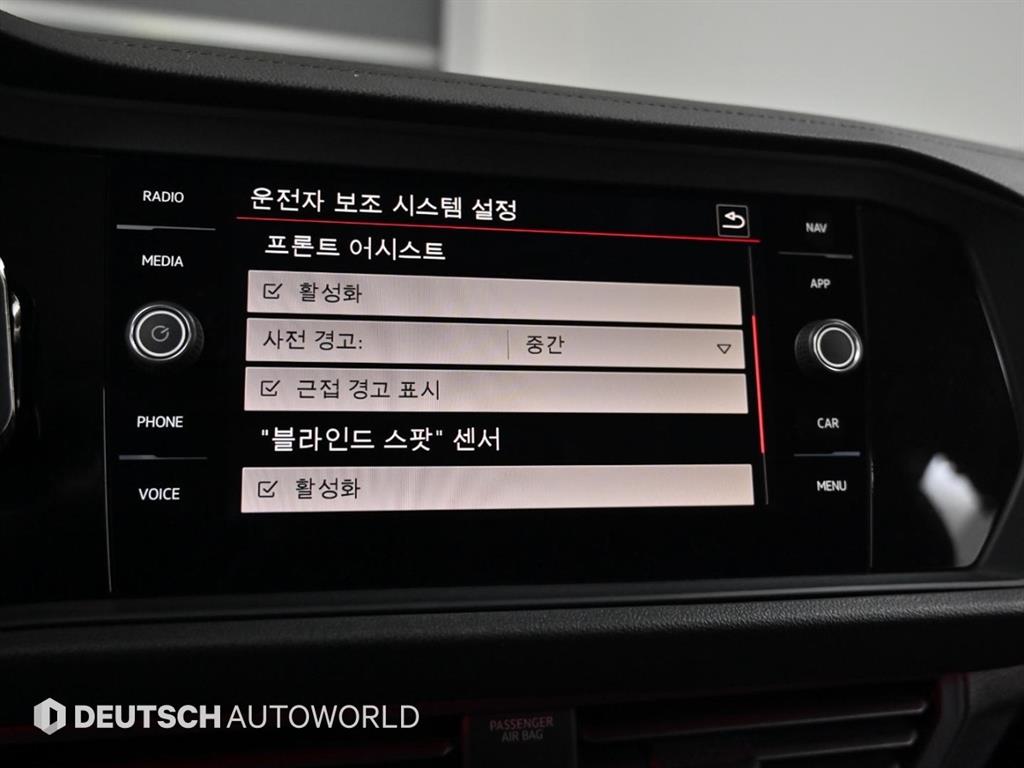 RADIO
MEDIA
PHONE
VOICE
운전자 보조 시스템 설정
프론트 어시스트
활성화
사전 경고: 중간
근접 경고 표시
"블라인드 스팟" 센서
활성화
NAV
APP
CAR
MENU
DEUTSCH AUTOWORLD
PASSENGER
AIR BAG